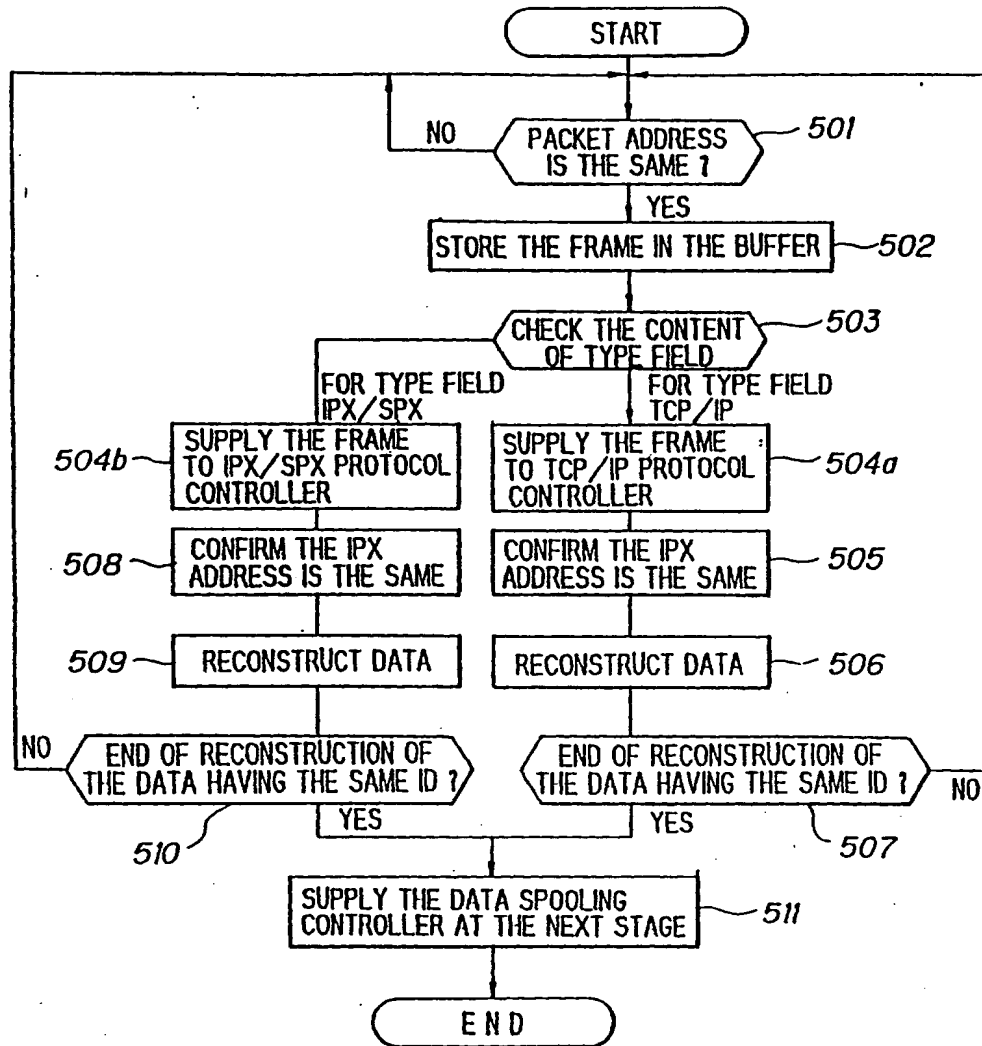 START
NO
PACKET ADDRESS
IS THE SAME ?
501
YES
STORE THE FRAME IN THE BUFFER
502
CHECK THE CONTENT
OF TYPE FIELD
503
FOR TYPE FIELD
IPX/SPX
FOR TYPE FIELD
TCP/IP
504b
SUPPLY THE FRAME
TO IPX/SPX PROTOCOL
CONTROLLER
SUPPLY THE FRAME
TO TCP/IP PROTOCOL
CONTROLLER
504a
508
CONFIRM THE IPX
ADDRESS IS THE SAME
CONFIRM THE IPX
ADDRESS IS THE SAME
505
509
RECONSTRUCT DATA
RECONSTRUCT DATA
506
NO
END OF RECONSTRUCTION OF
THE DATA HAVING THE SAME ID ?
END OF RECONSTRUCTION OF
THE DATA HAVING THE SAME ID ?
NO
510
YES
YES
507
SUPPLY THE DATA SPOOLING
CONTROLLER AT THE NEXT STAGE
511
END